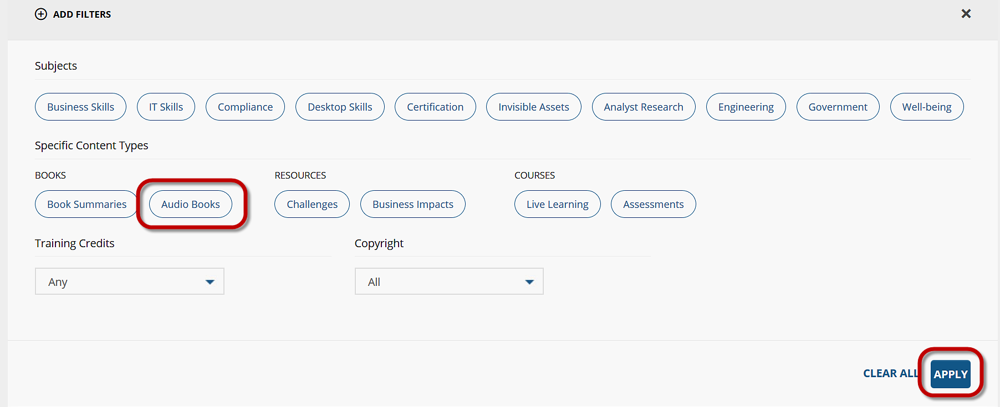 ADD FILTERS
Subjects
Business Skills IT Skills Compliance Desktop Skills Certification Invisible Assets Analyst Research Engineering Government Well-being
Specific Content Types
BOOKS RESOURCES COURSES
Book Summaries Audio Books Challenges Business Impacts Live Learning Assessments
Training Credits Copyright
Any All
CLEAR ALL APPLY